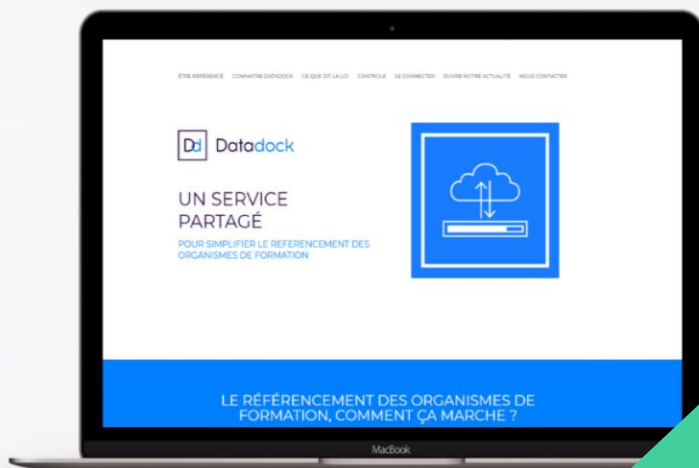 ÊTRE RÉFÉRENCÉ CONNAITRE DATADOCK CE QUE DIT LA LOI CONTROLE SE CONNECTER SUIVRE NOTRE ACTUALITÉ NOUS CONTACTER
Dd Datadock
UN SERVICE
PARTAGÉ
POUR SIMPLIFIER LE REFERENCEMENT DES
ORGANISMES DE FORMATION
LE RÉFÉRENCEMENT DES ORGANISMES DE
FORMATION, COMMENT ÇA MARCHE ?
MacBook